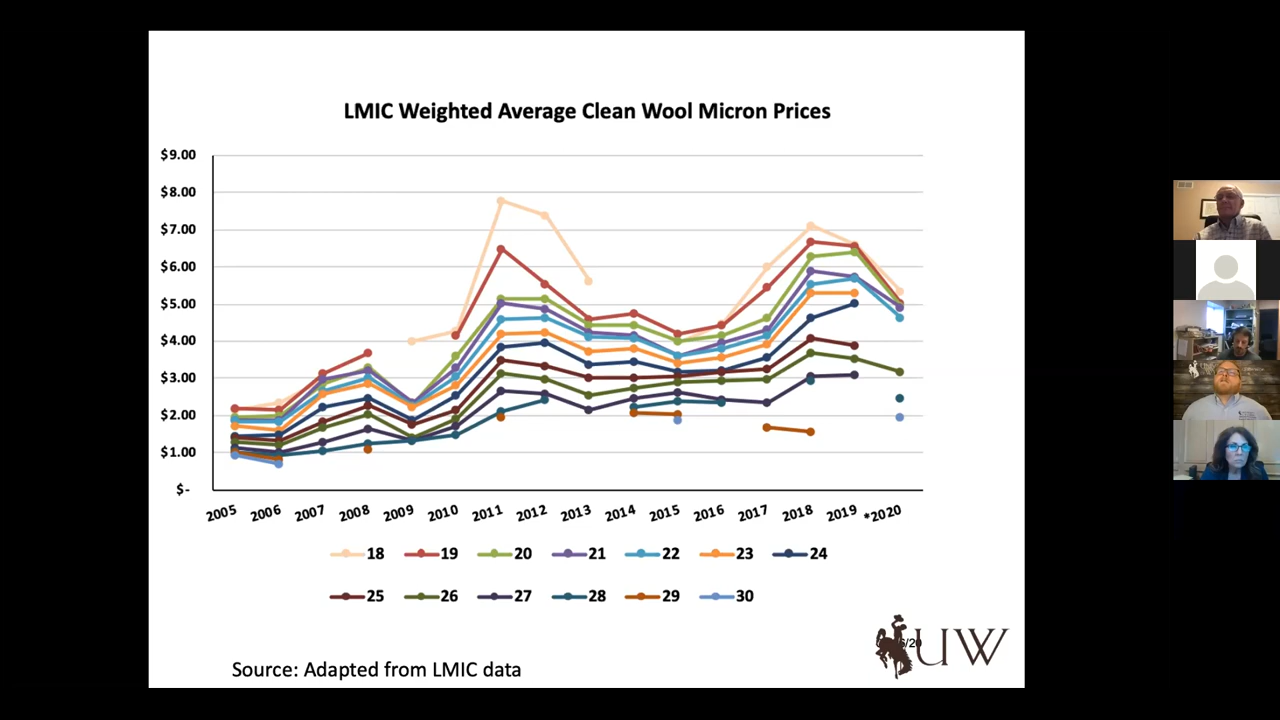 LMIC Weighted Average Clean Wool Micron Prices
$9.00
$8.00
$7.00
$6.00
$5.00
$4.00
$3.00
$2.00
$1.00
$-
2005 2006 2007 2008 2009 2010 2011 2012 2013 2014 2015 2016 2017 2018 2019 *2020
18 19 20 21 22 23 24
25 26 27 28 29 30
UW
Source: Adapted from LMIC data